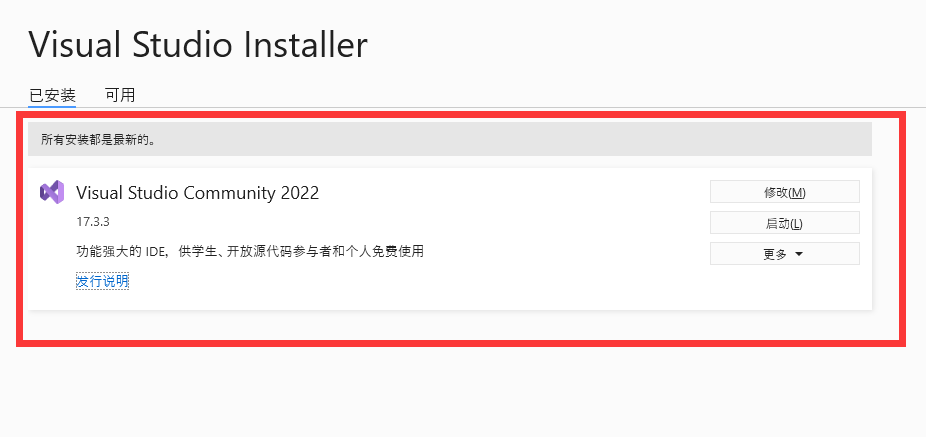 Visual Studio Installer
已安装 可用
所有安装都是最新的。
Visual Studio Community 2022
修改(M)
17.3.3
启动(L)
功能强大的 IDE，供学生、开放源代码参与者和个人免费使用
更多
发行说明